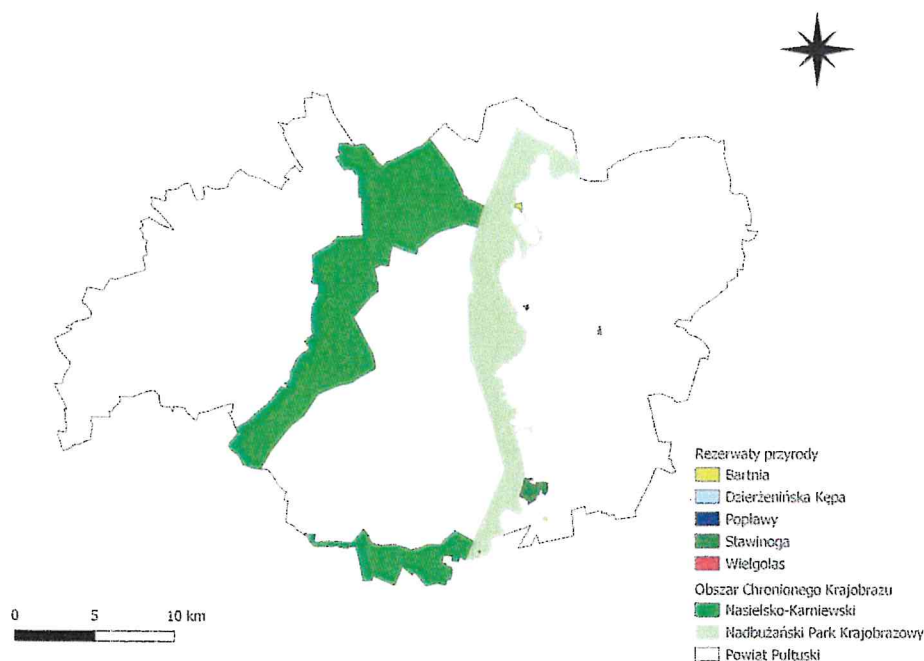 Rezerwaty przyrody
Bartnia
Dzierżenińska Kępa
Popławy
Stawinoga
Wielgolas
Obszar Chronionego Krajobrazu
Nasielsko-Karniewski
Nadbużański Park Krajobrazowy
Powiat Pułtuski
0 5 10 km